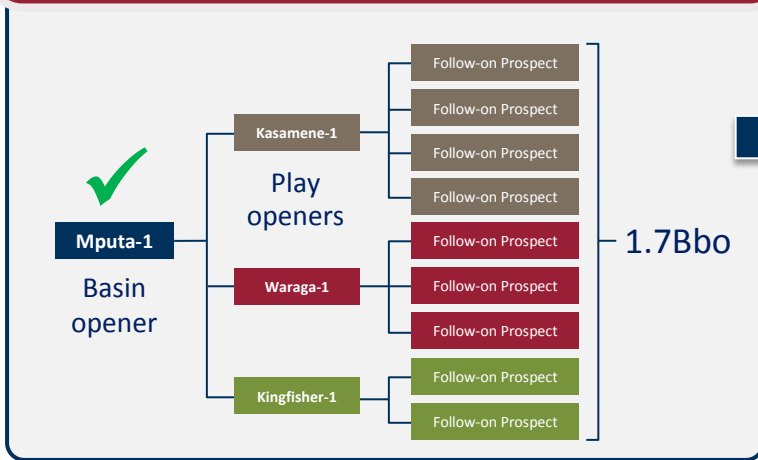 Follow-on Prospect
Follow-on Prospect
Kasamene-1
Follow-on Prospect
Follow-on Prospect
Play
openers
Mputa-1
Basin
opener
Follow-on Prospect
Waraga-1
Follow-on Prospect
Follow-on Prospect
1.7Bbo
Kingfisher-1
Follow-on Prospect
Follow-on Prospect